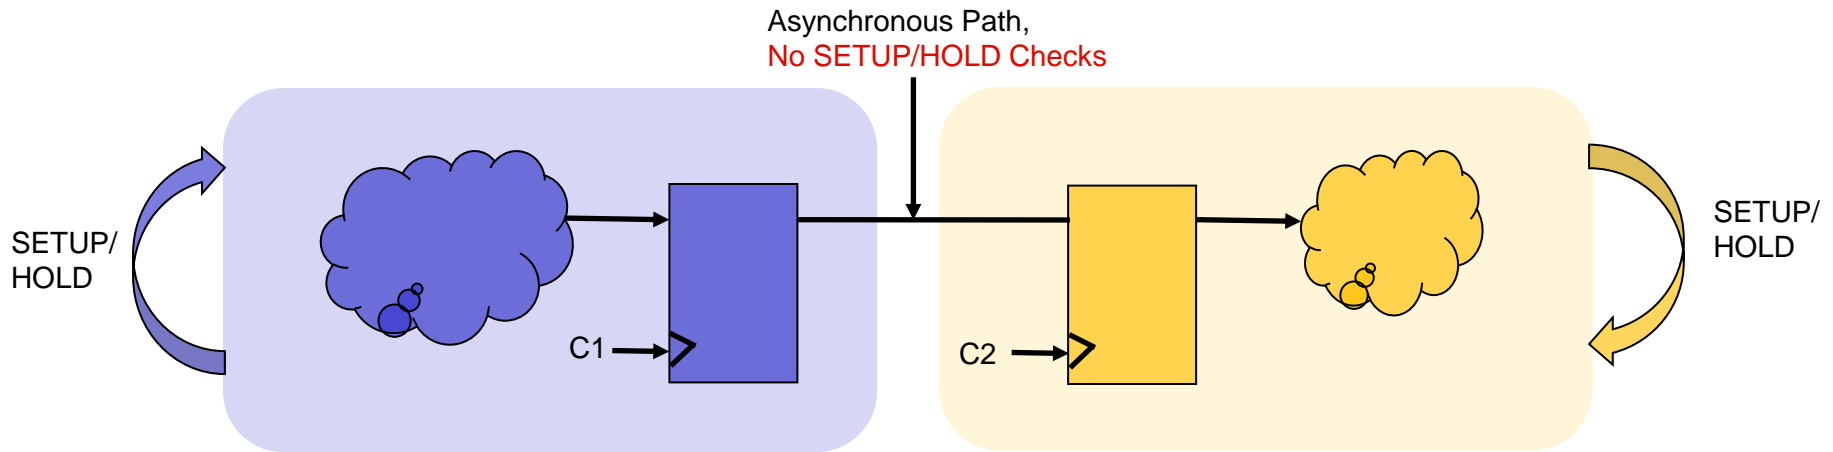 Asynchronous Path,
No SETUP/HOLD Checks
SETUP/
HOLD
C1
C2
SETUP/
HOLD